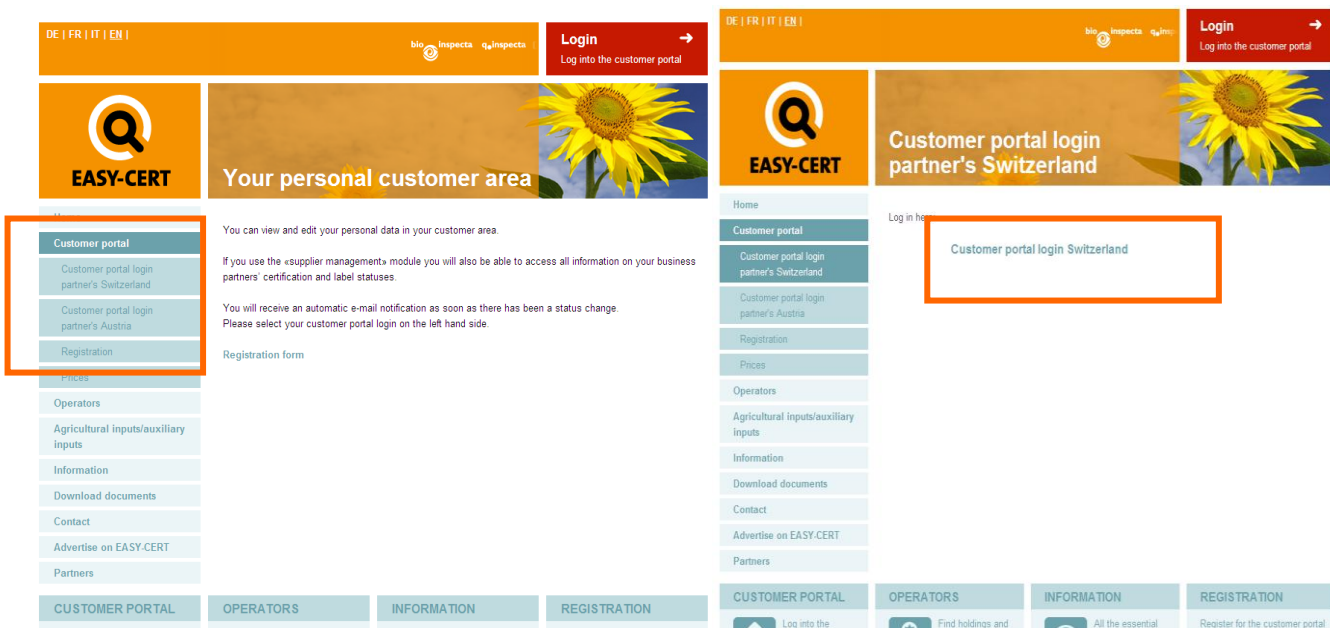 DE | FR | IT | EN |
bio inspecta q.inspecta
Login
Log into the customer portal
EASY-CERT
Your personal customer area
Customer portal
Customer portal login
partner's Switzerland
Customer portal login
partner's Austria
Registration
Prices
Operators
Agricultural inputs/auxiliary
inputs
Information
Download documents
Contact
Advertise on EASY-CERT
Partners
You can view and edit your personal data in your customer area.
If you use the «supplier management» module you will also be able to access all information on your business
partners' certification and label statuses.
You will receive an automatic e-mail notification as soon as there has been a status change.
Please select your customer portal login on the left hand side.
Registration form
CUSTOMER PORTAL
OPERATORS
INFORMATION
REGISTRATION
DE | FR | IT | EN |
bio inspecta
Login
Log into the customer portal
EASY-CERT
Customer portal login
partner's Switzerland
Home
Customer portal
Customer portal login
partner's Switzerland
Customer portal login
partner's Austria
Registration
Prices
Operators
Agricultural inputs/auxiliary
inputs
Information
Download documents
Contact
Advertise on EASY-CERT
Partners
Log in here
Customer portal login Switzerland
CUSTOMER PORTAL
Log into the
OPERATORS
Find holdings and
INFORMATION
All the essential
REGISTRATION
Register for the customer portal